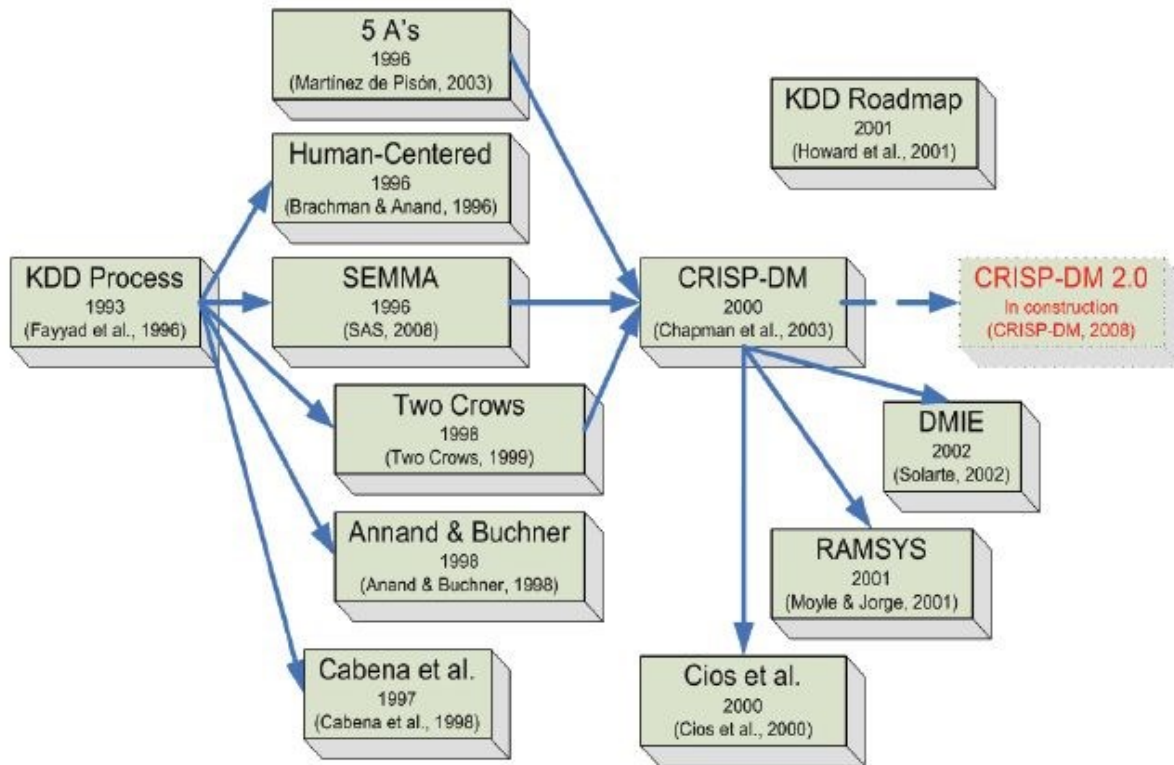 5 A's
1996
(Martínez de Pisón, 2003)
KDD Roadmap
2001
(Howard et al., 2001)
Human-Centered
1996
(Brachman & Anand, 1996)
KDD Process
1993
(Fayyad et al., 1996)
SEMMA
1996
(SAS, 2008)
CRISP-DM
2000
(Chapman et al., 2003)
CRISP-DM 2.0
In construction
(CRISP-DM, 2008)
Two Crows
1998
(Two Crows, 1999)
DMIE
2002
(Solarte, 2002)
Annand & Buchner
1998
(Anand & Buchner, 1998)
RAMSYS
2001
(Moyle & Jorge, 2001)
Cabena et al.
1997
(Cabena et al., 1998)
Cios et al.
2000
(Cios et al., 2000)